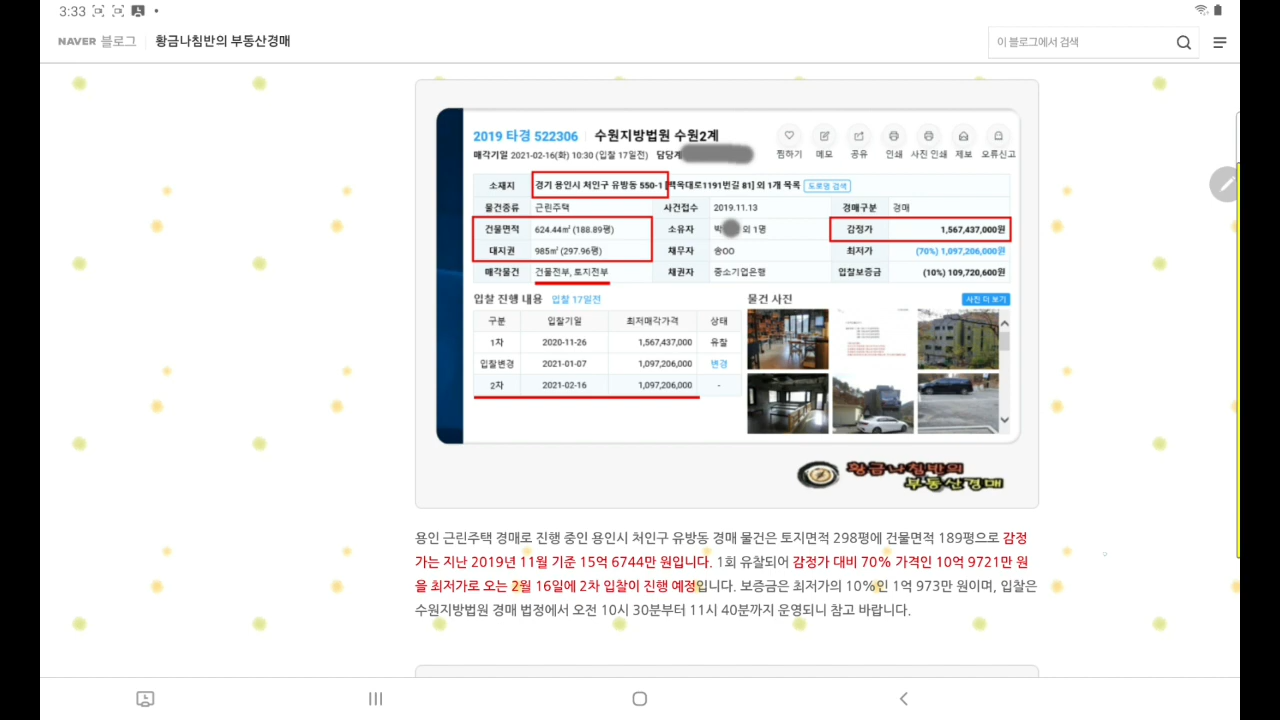 3:33
NAVER 블로그 황금나침반의 부동산경매
이 블로그에서 검색
2019 타경 522306 수원지방법원 수원2계
매각기일 2021-02-16(화) 10:30 (입찰 17일전) 담당계
찜하기 메모 공유 인쇄 사진 인쇄 제보 오류신고
소재지 경기 용인시 처인구 유방동 550-1 [백옥대로1191번길 81] 외 1개 목록 도로명 검색
물건종류 근린주택 사건접수 2019.11.13 경매구분 경매
건물면적 624.44㎡ (188.89평) 소유자 박 외 1명 감정가 1,567,437,000원
대지권 985㎡ (297.96평) 채무자 송OO 최저가 (70%) 1,097,206,000원
매각물건 건물전부, 토지전부 채권자 중소기업은행 입찰보증금 (10%) 109,720,600원
입찰 진행 내용 입찰 17일전 물건 사진 사진 더 보기
구분 입찰기일 최저매각가격 상태
1차 2020-11-26 1,567,437,000 유찰
입찰변경 2021-01-07 1,097,206,000 변경
2차 2021-02-16 1,097,206,000 -
황금나침반의
부동산경매
용인 근린주택 경매로 진행 중인 용인시 처인구 유방동 경매 물건은 토지면적 298평에 건물면적 189평으로 감정
가는 지난 2019년 11월 기준 15억 6744만 원입니다. 1회 유찰되어 감정가 대비 70% 가격인 10억 9721만 원
을 최저가로 오는 2월 16일에 2차 입찰이 진행 예정입니다. 보증금은 최저가의 10%인 1억 973만 원이며, 입찰은
수원지방법원 경매 법정에서 오전 10시 30분부터 11시 40분까지 운영되니 참고 바랍니다.